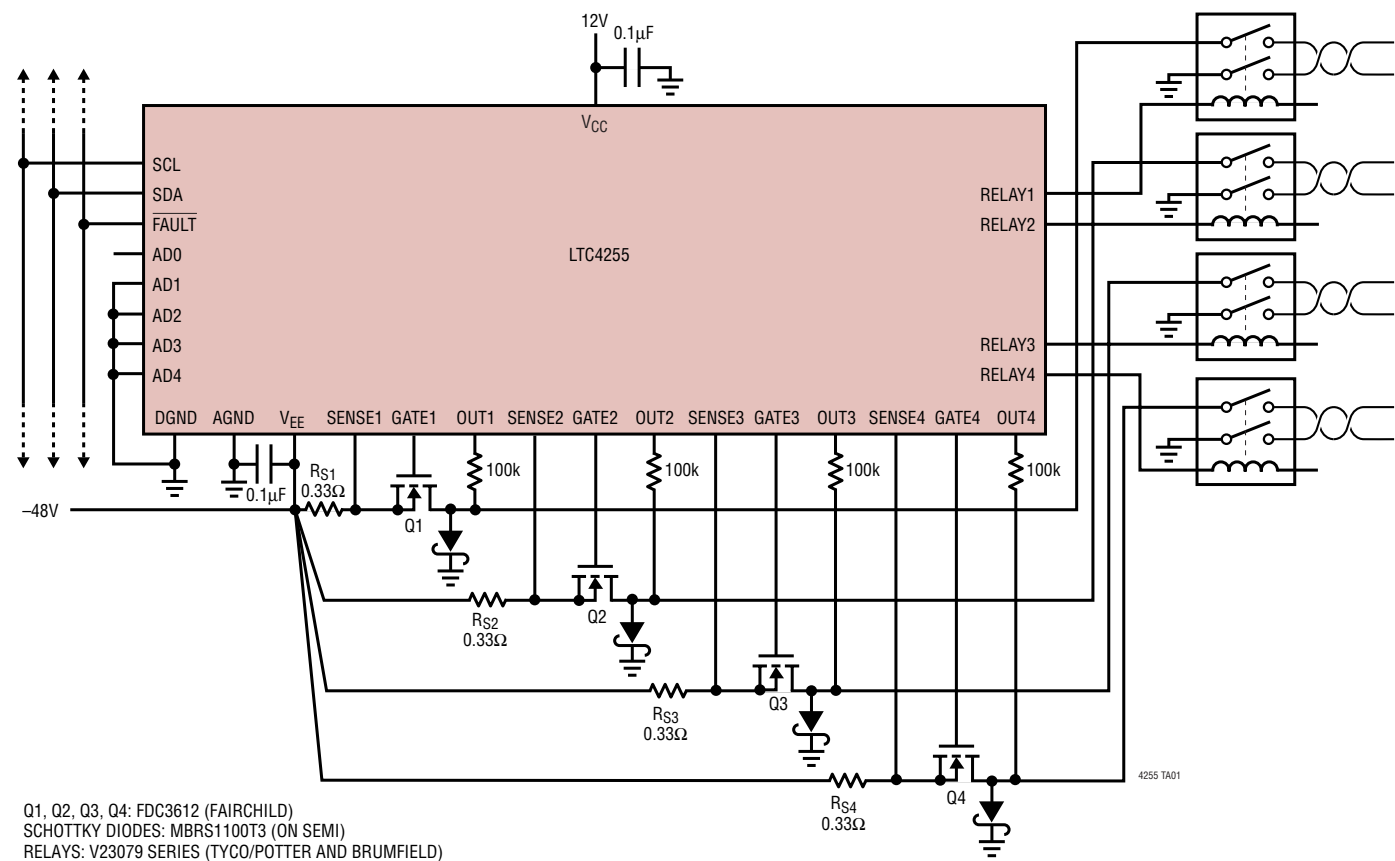 12V
0.1µF
VCC
SCL
SDA
FAULT
AD0
AD1
AD2
AD3
AD4
LTC4255
RELAY1
RELAY2
RELAY3
RELAY4
DGND AGND VEE SENSE1 GATE1 OUT1 SENSE2 GATE2 OUT2 SENSE3 GATE3 OUT3 SENSE4 GATE4 OUT4
100k
100k
100k
100k
0.1µF
RS1
0.33Ω
–48V
Q1
RS2
0.33Ω
Q2
RS3
0.33Ω
Q3
RS4
0.33Ω
Q4
4255 TA01
Q1, Q2, Q3, Q4: FDC3612 (FAIRCHILD)
SCHOTTKY DIODES: MBRS1100T3 (ON SEMI)
RELAYS: V23079 SERIES (TYCO/POTTER AND BRUMFIELD)